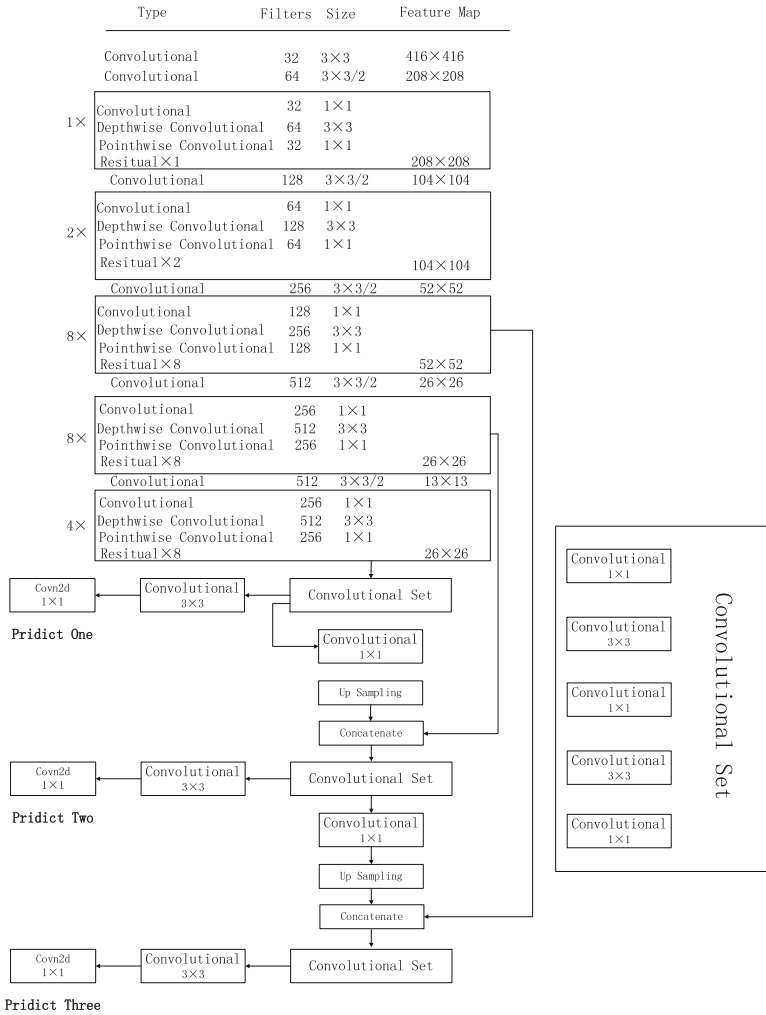 Type Filters Size Feature Map
Convolutional 32 3×3 416×416
Convolutional 64 3×3/2 208×208
1×
Convolutional 32 1×1
Depthwise Convolutional 64 3×3
Pointhwise Convolutional 32 1×1
Resitual×1 208×208
Convolutional 128 3×3/2 104×104
2×
Convolutional 64 1×1
Depthwise Convolutional 128 3×3
Pointhwise Convolutional 64 1×1
Resitual×2 104×104
Convolutional 256 3×3/2 52×52
8×
Convolutional 128 1×1
Depthwise Convolutional 256 3×3
Pointhwise Convolutional 128 1×1
Resitual×8 52×52
Convolutional 512 3×3/2 26×26
8×
Convolutional 256 1×1
Depthwise Convolutional 512 3×3
Pointhwise Convolutional 256 1×1
Resitual×8 26×26
Convolutional 512 3×3/2 13×13
4×
Convolutional 256 1×1
Depthwise Convolutional 512 3×3
Pointhwise Convolutional 256 1×1
Resitual×8 26×26
Covn2d
1×1
Convolutional
3×3
Convolutional Set
Pridict One
Convolutional
1×1
Up Sampling
Concatenate
Covn2d
1×1
Convolutional
3×3
Convolutional Set
Pridict Two
Convolutional
1×1
Up Sampling
Concatenate
Covn2d
1×1
Convolutional
3×3
Convolutional Set
Pridict Three
Convolutional
1×1
Convolutional
3×3
Convolutional
1×1
Convolutional
3×3
Convolutional
1×1
Convolutional Set